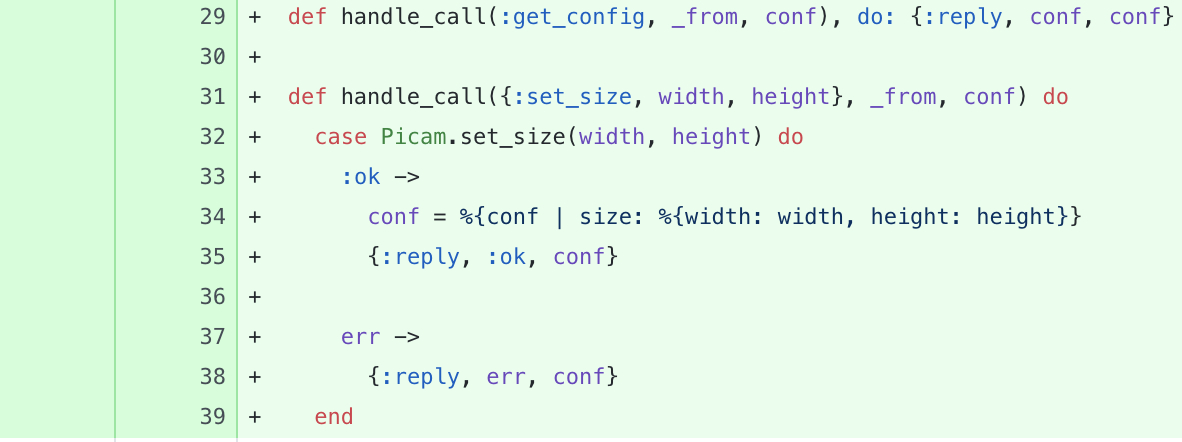 29 + def handle_call(:get_config, _from, conf), do: {:reply, conf, conf}
30 +
31 + def handle_call({:set_size, width, height}, _from, conf) do
32 + case Picam.set_size(width, height) do
33 + :ok ->
34 + conf = %{conf | size: %{width: width, height: height}}
35 + {:reply, :ok, conf}
36 +
37 + err ->
38 + {:reply, err, conf}
39 + end